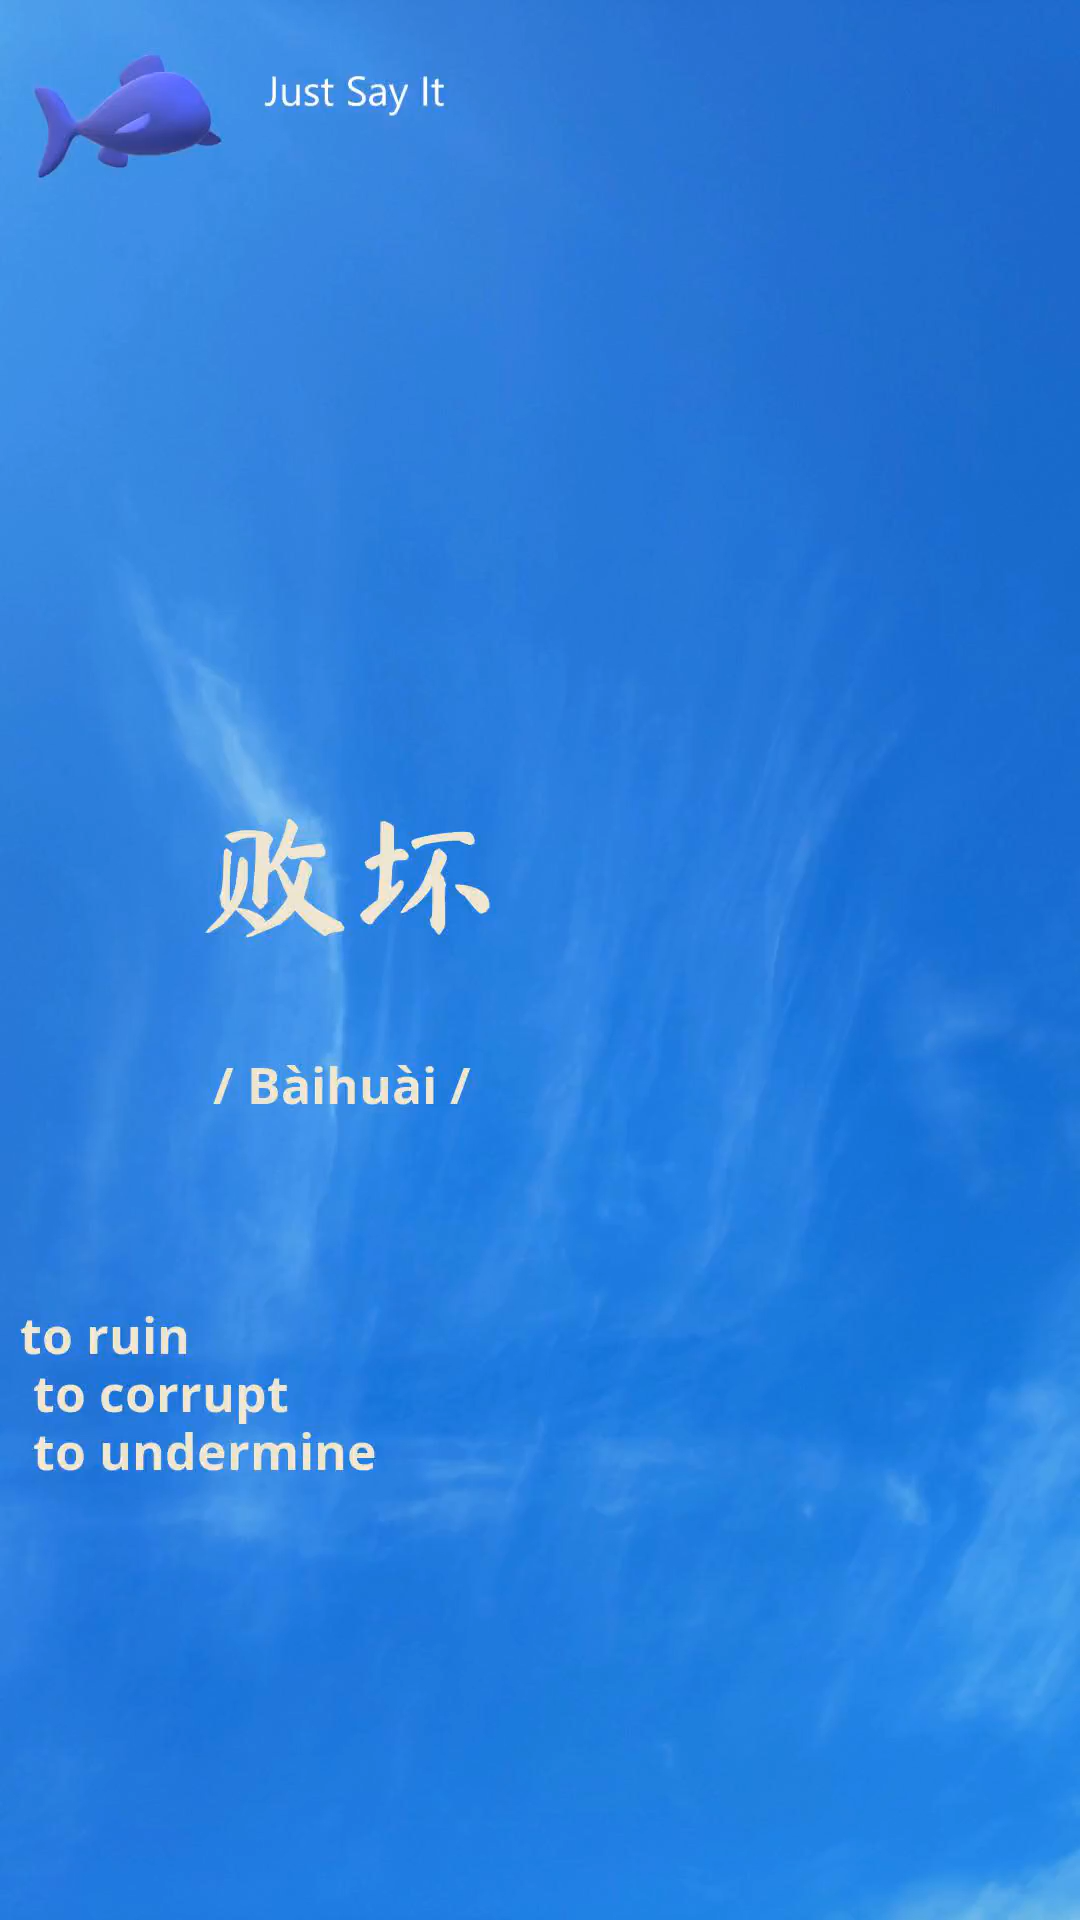 Just Say It
败坏
/ Bàihuài /
to ruin
to corrupt
to undermine